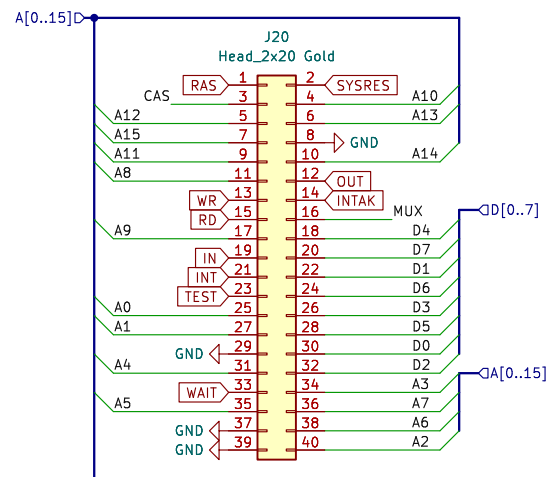 A[0..15]
J20
Head_2x20 Gold
RAS 1 2 SYSRES
CAS 3 4 A10
A12 5 6 A13
A15 7 8 GND
A11 9 10 A14
A8 11 12 OUT
WR 13 14 INTAK
RD 15 16 MUX
D[0..7]
A9 17 18 D4
IN 19 20 D7
INT 21 22 D1
TEST 23 24 D6
A0 25 26 D3
A1 27 28 D5
GND 29 30 D0
A4 31 32 D2
A[0..15]
WAIT 33 34 A3
A5 35 36 A7
GND 37 38 A6
GND 39 40 A2